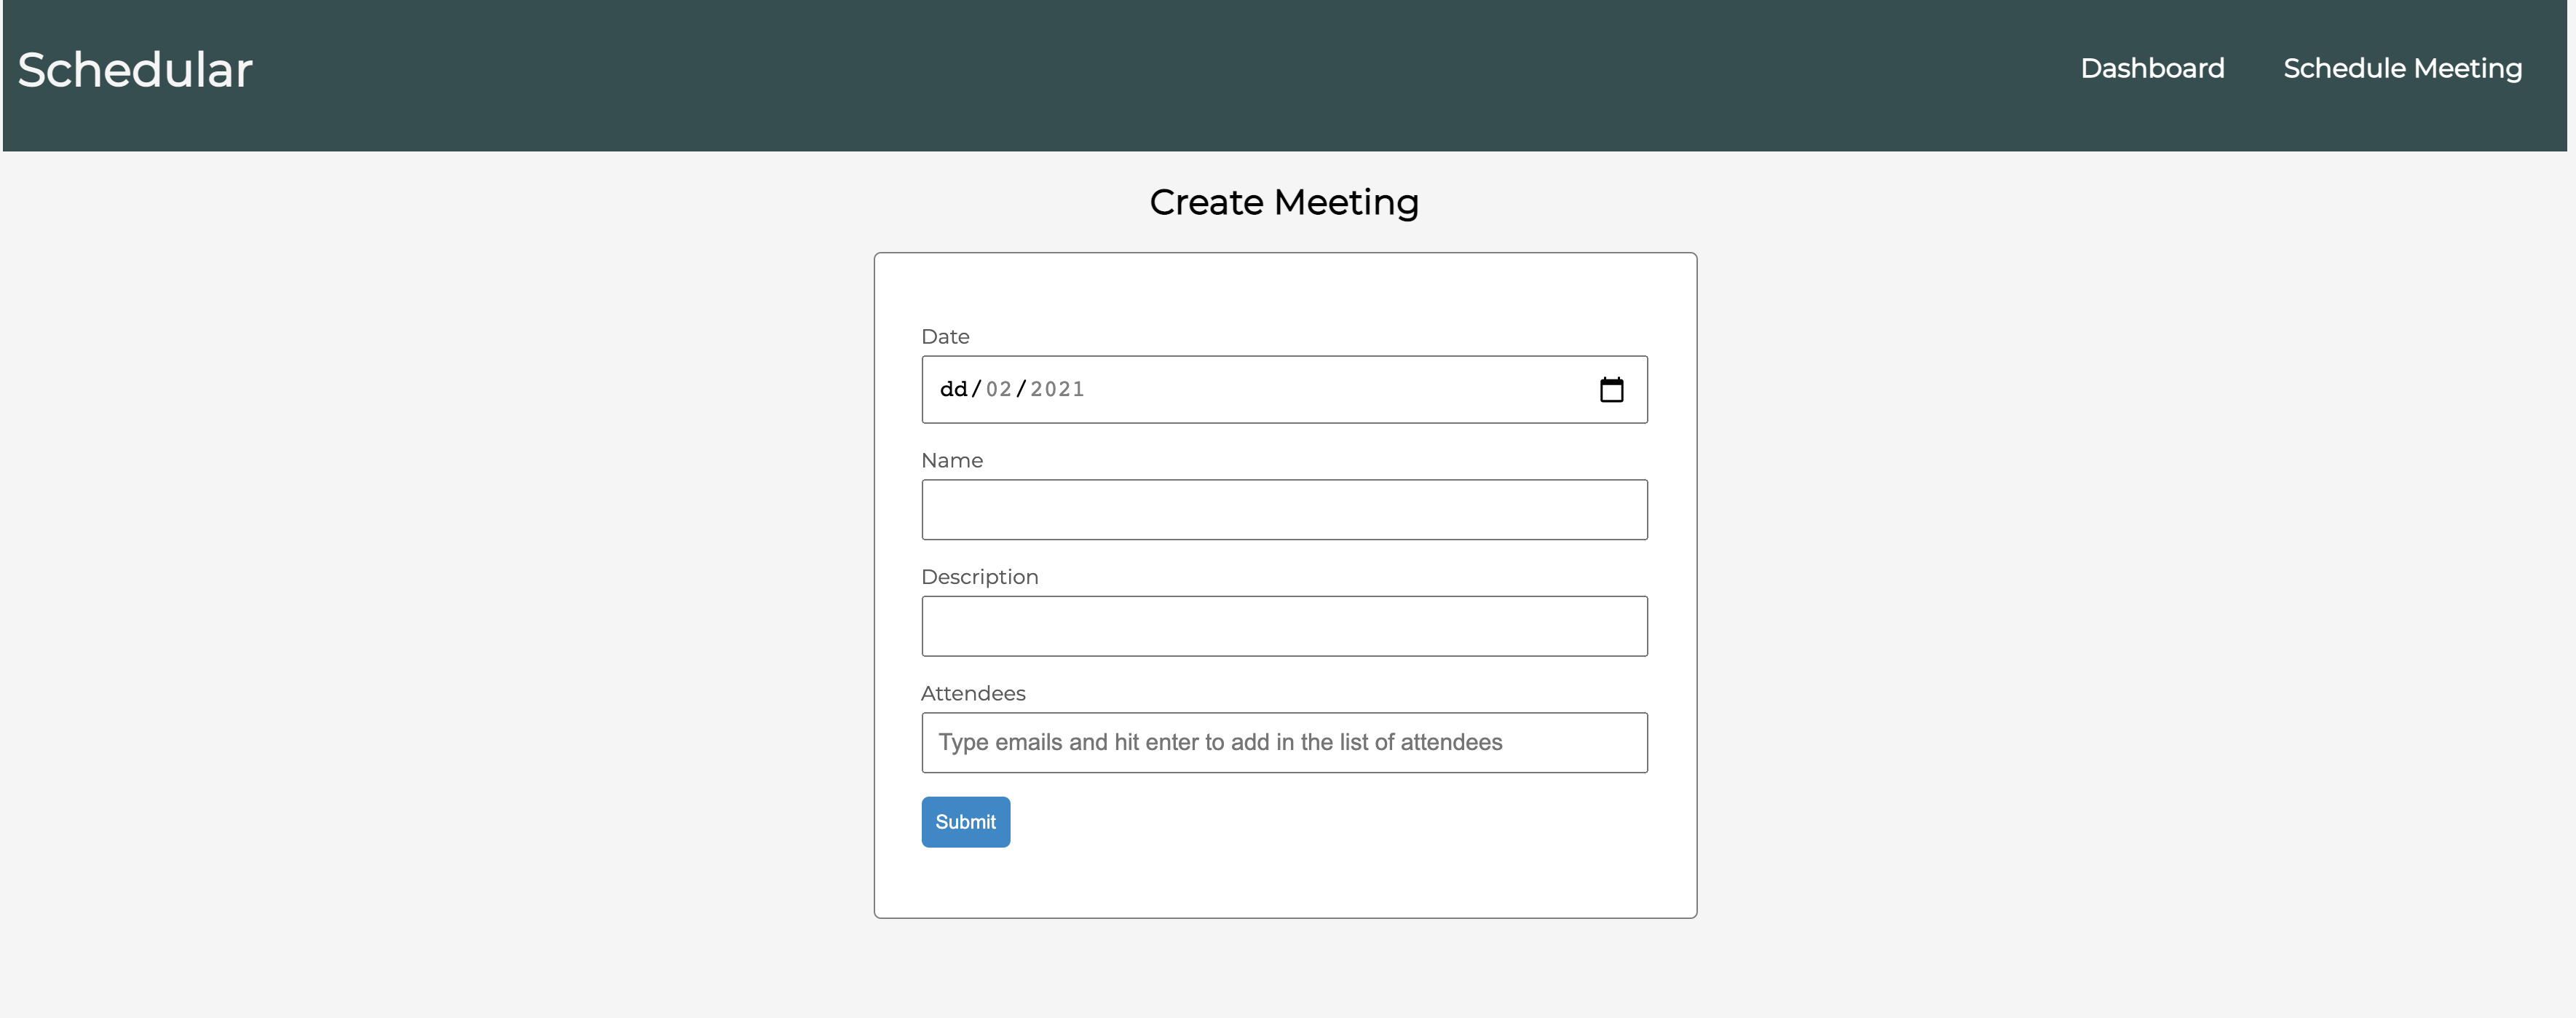 Schedular
Dashboard Schedule Meeting
Create Meeting
Date
dd/02/2021
Name
Description
Attendees
Type emails and hit enter to add in the list of attendees
Submit